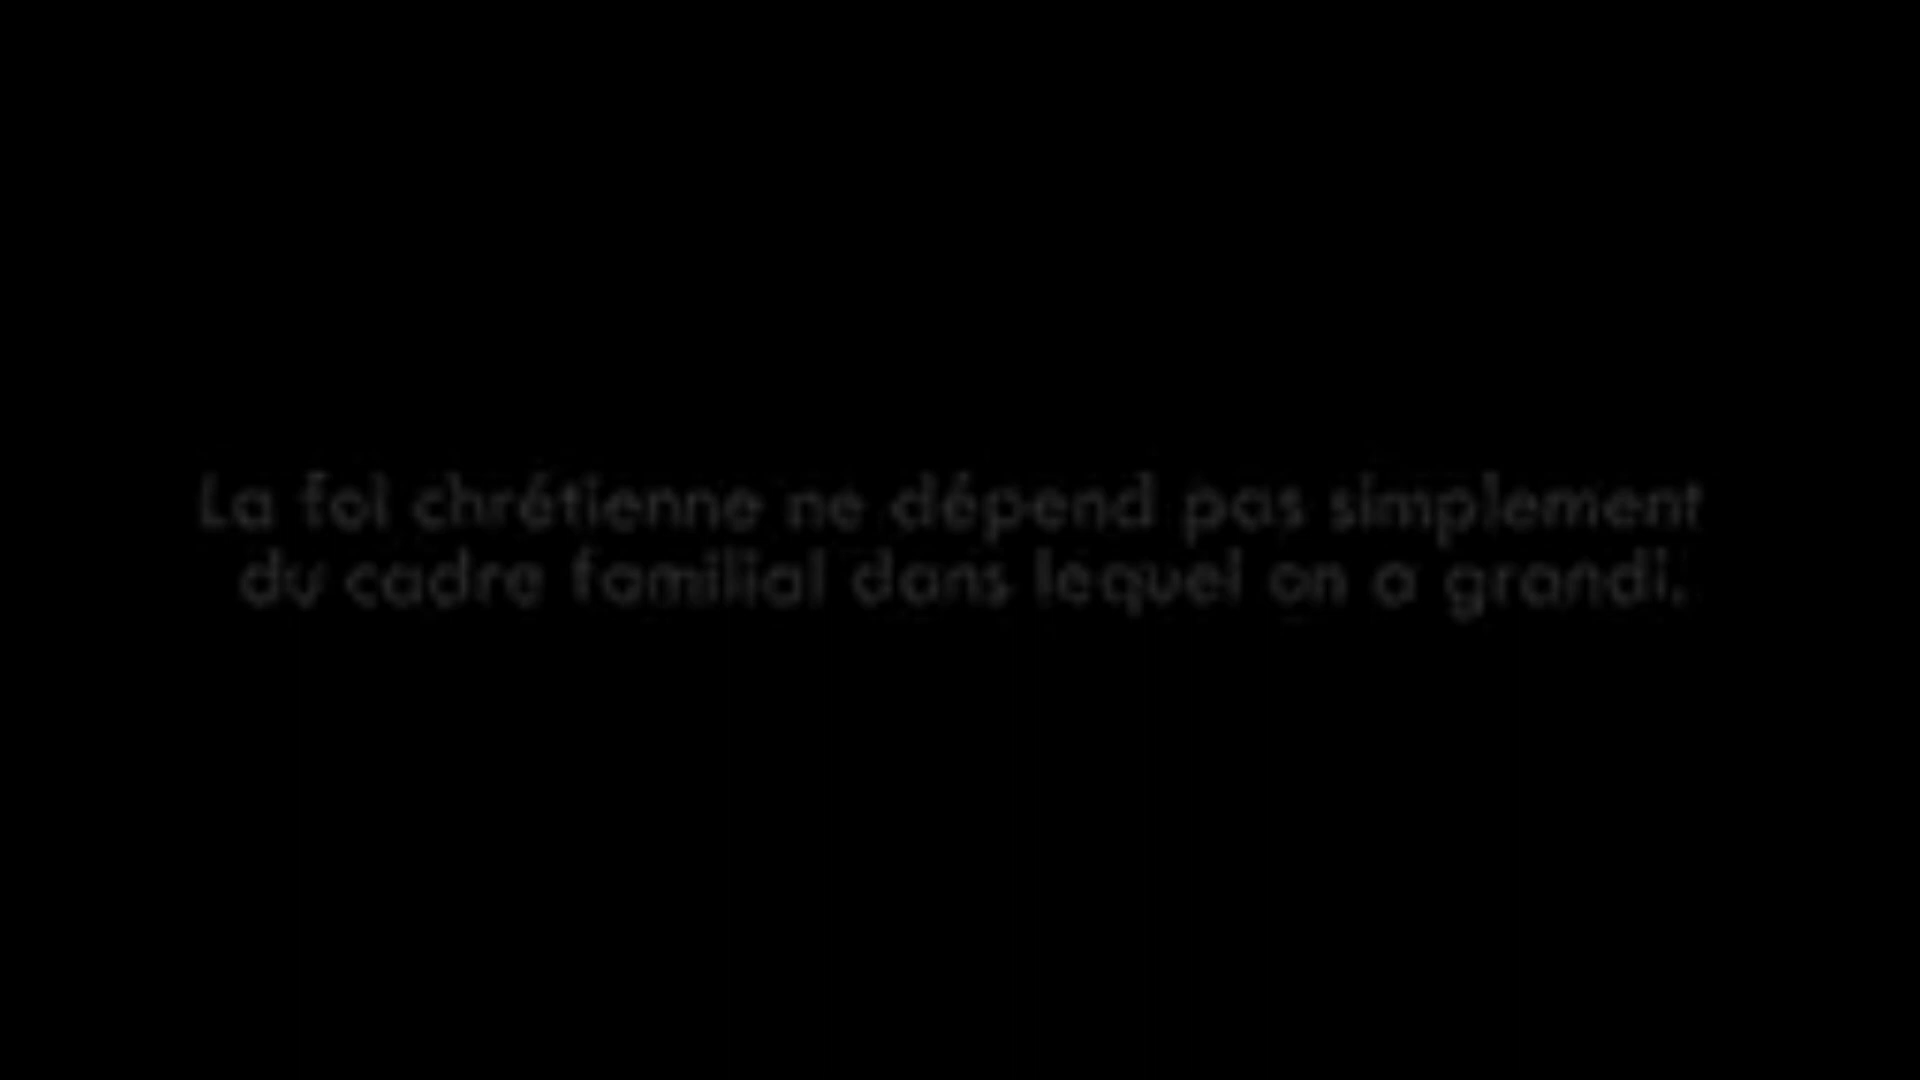 La foi chrétienne ne dépend pas simplement
du cadre familial dans lequel on a grandi.